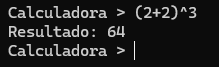 Calculadora > (2+2)^3
Resultado: 64
Calculadora >